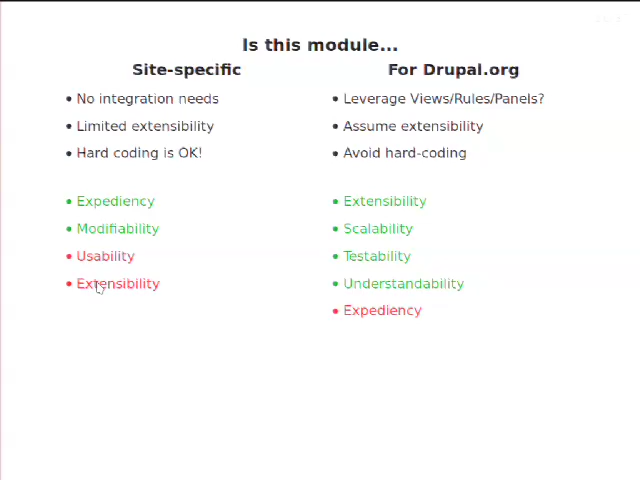 Is this module...
Site-specific
• No integration needs
• Limited extensibility
• Hard coding is OK!
• Expediency
• Modifiability
• Usability
• Extensibility
For Drupal.org
• Leverage Views/Rules/Panels?
• Assume extensibility
• Avoid hard-coding
• Extensibility
• Scalability
• Testability
• Understandability
• Expediency